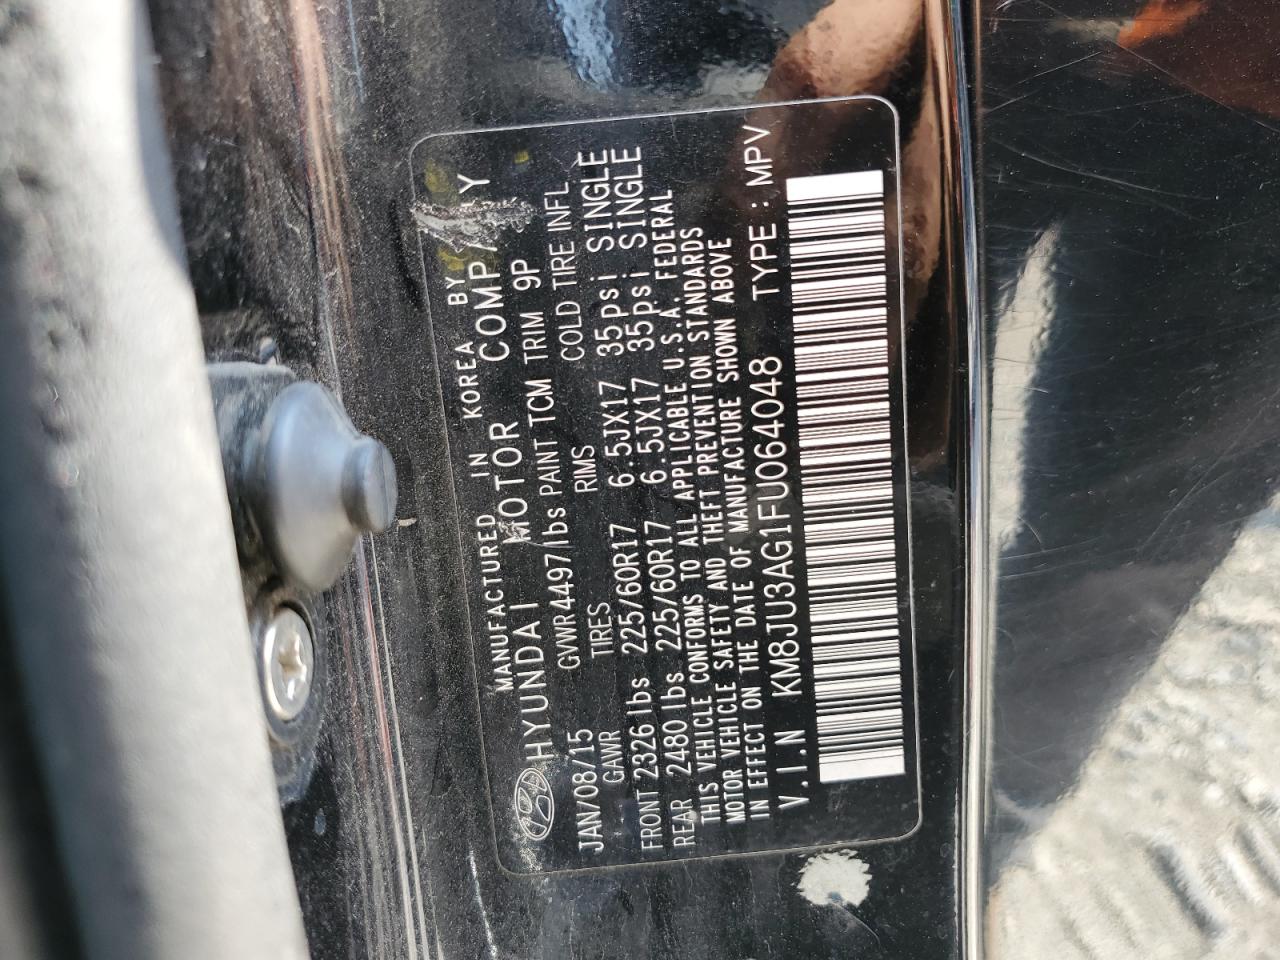 MANUFACTURED IN KOREA BY
HYUNDAI MOTOR COMPANY
JAN/08/15 GVWR4497lbs PAINT TCM TRIM 9P
GAWR TIRES RIMS COLD TIRE INFL
FRONT 2326 lbs 225/60R17 6.5JX17 35psi SINGLE
REAR 2480 lbs 225/60R17 6.5JX17 35psi SINGLE
THIS VEHICLE CONFORMS TO ALL APPLICABLE U.S.A. FEDERAL
MOTOR VEHICLE SAFETY AND THEFT PREVENTION STANDARDS
IN EFFECT ON THE DATE OF MANUFACTURE SHOWN ABOVE
V.I.N KM8JU3AG1FU064048 TYPE : MPV